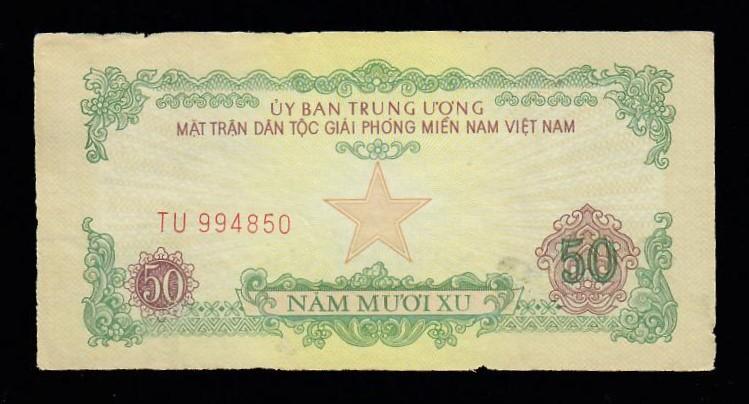 ỦY BAN TRUNG ƯƠNG
MẶT TRẬN DÂN TỘC GIẢI PHÓNG MIỀN NAM VIỆT NAM
TU 994850
50
50
NĂM MƯƠI XU